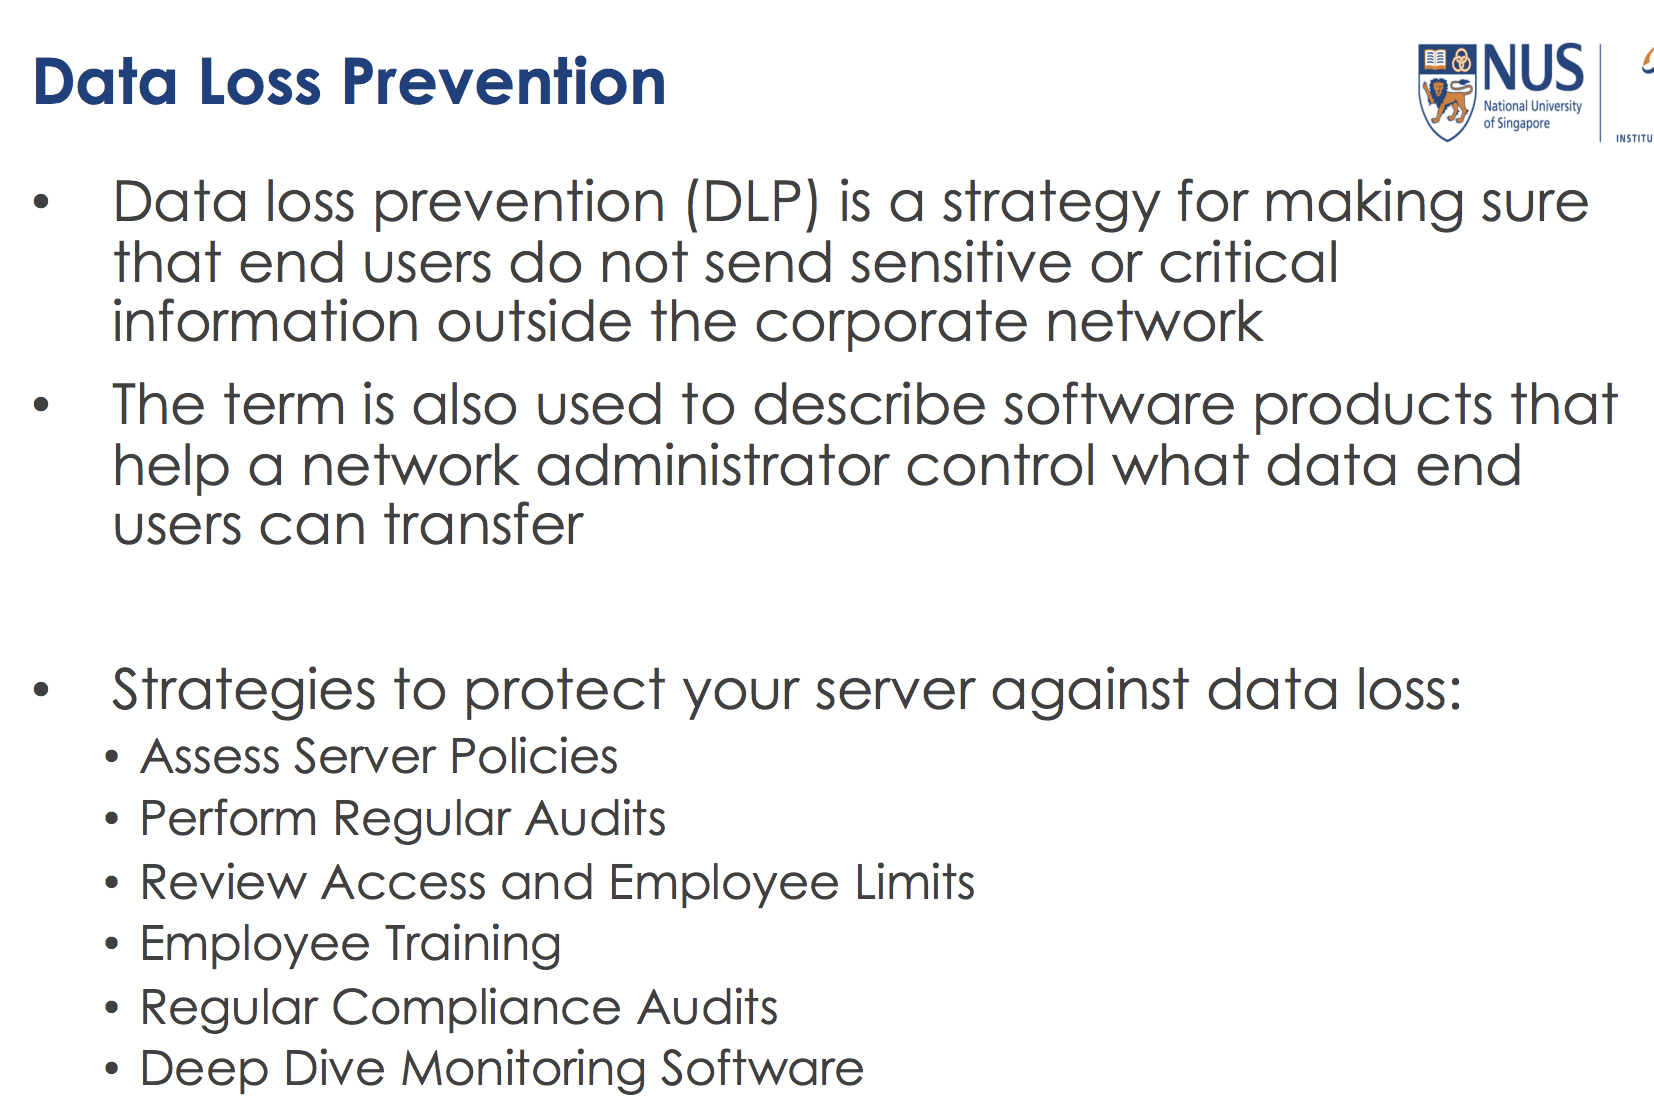 Data Loss Prevention
NUS
National University
of Singapore
• Data loss prevention (DLP) is a strategy for making sure
that end users do not send sensitive or critical
information outside the corporate network
• The term is also used to describe software products that
help a network administrator control what data end
users can transfer
• Strategies to protect your server against data loss:
• Assess Server Policies
• Perform Regular Audits
• Review Access and Employee Limits
• Employee Training
• Regular Compliance Audits
• Deep Dive Monitoring Software